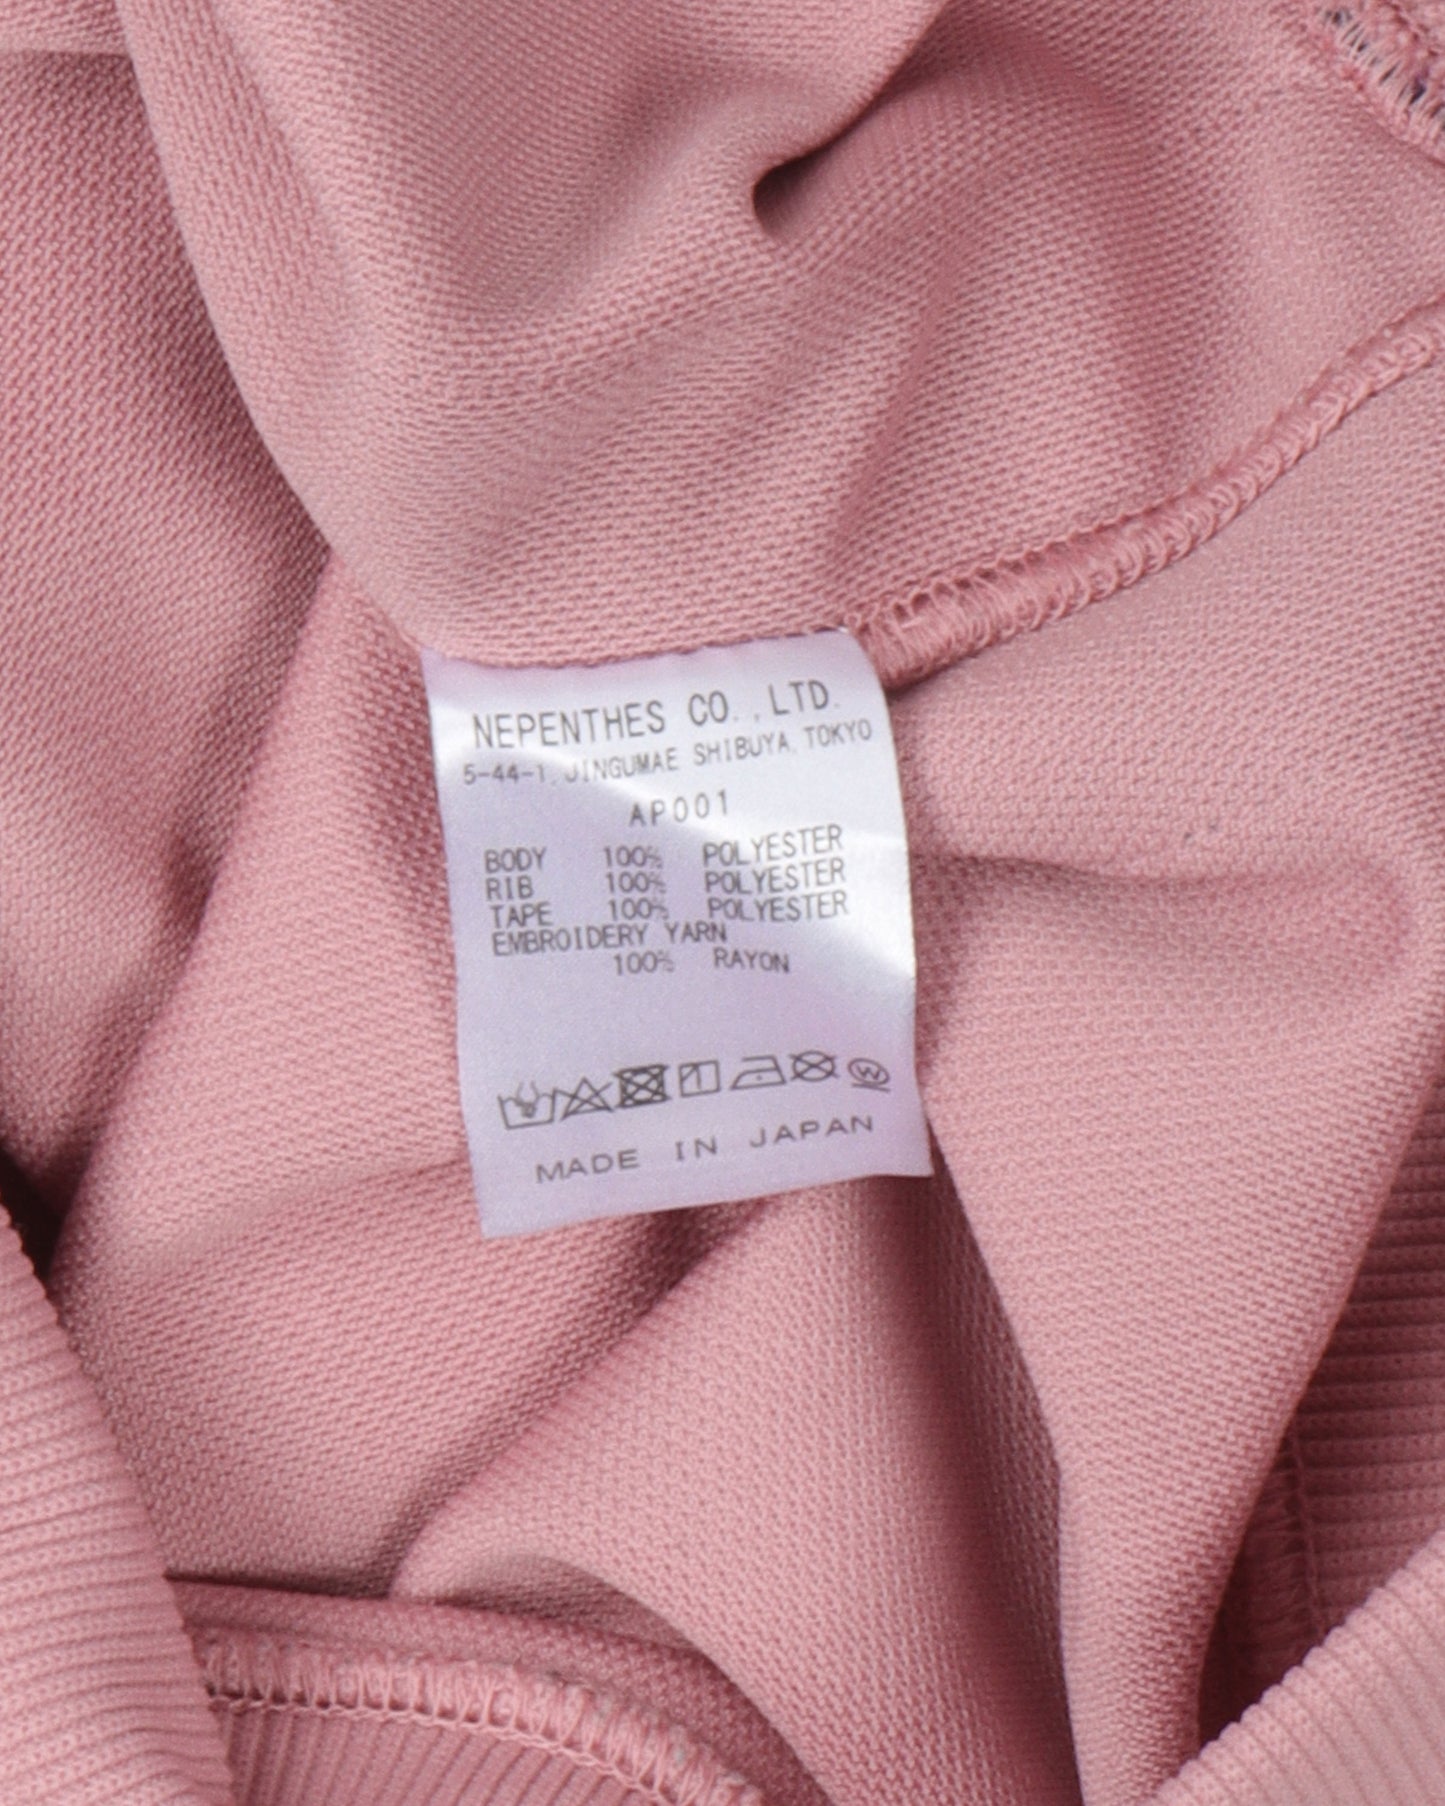 NEPENTHES CO.,LTD.
5-44-1, JINGUMAE SHIBUYA, TOKYO
AP001
BODY 100% POLYESTER
RIB 100% POLYESTER
TAPE 100% POLYESTER
EMBROIDERY YARN
100% RAYON
W
MADE IN JAPAN